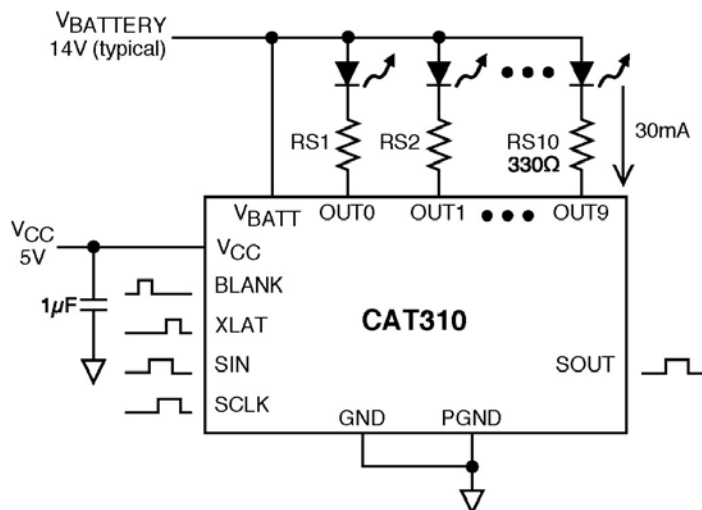 VBATTERY
14V (typical)
RS1
RS2
RS10
330Ω
30mA
VBATT OUT0 OUT1 OUT9
VCC
5V
VCC
1µF
BLANK
XLAT
SIN
SCLK
CAT310
SOUT
GND PGND